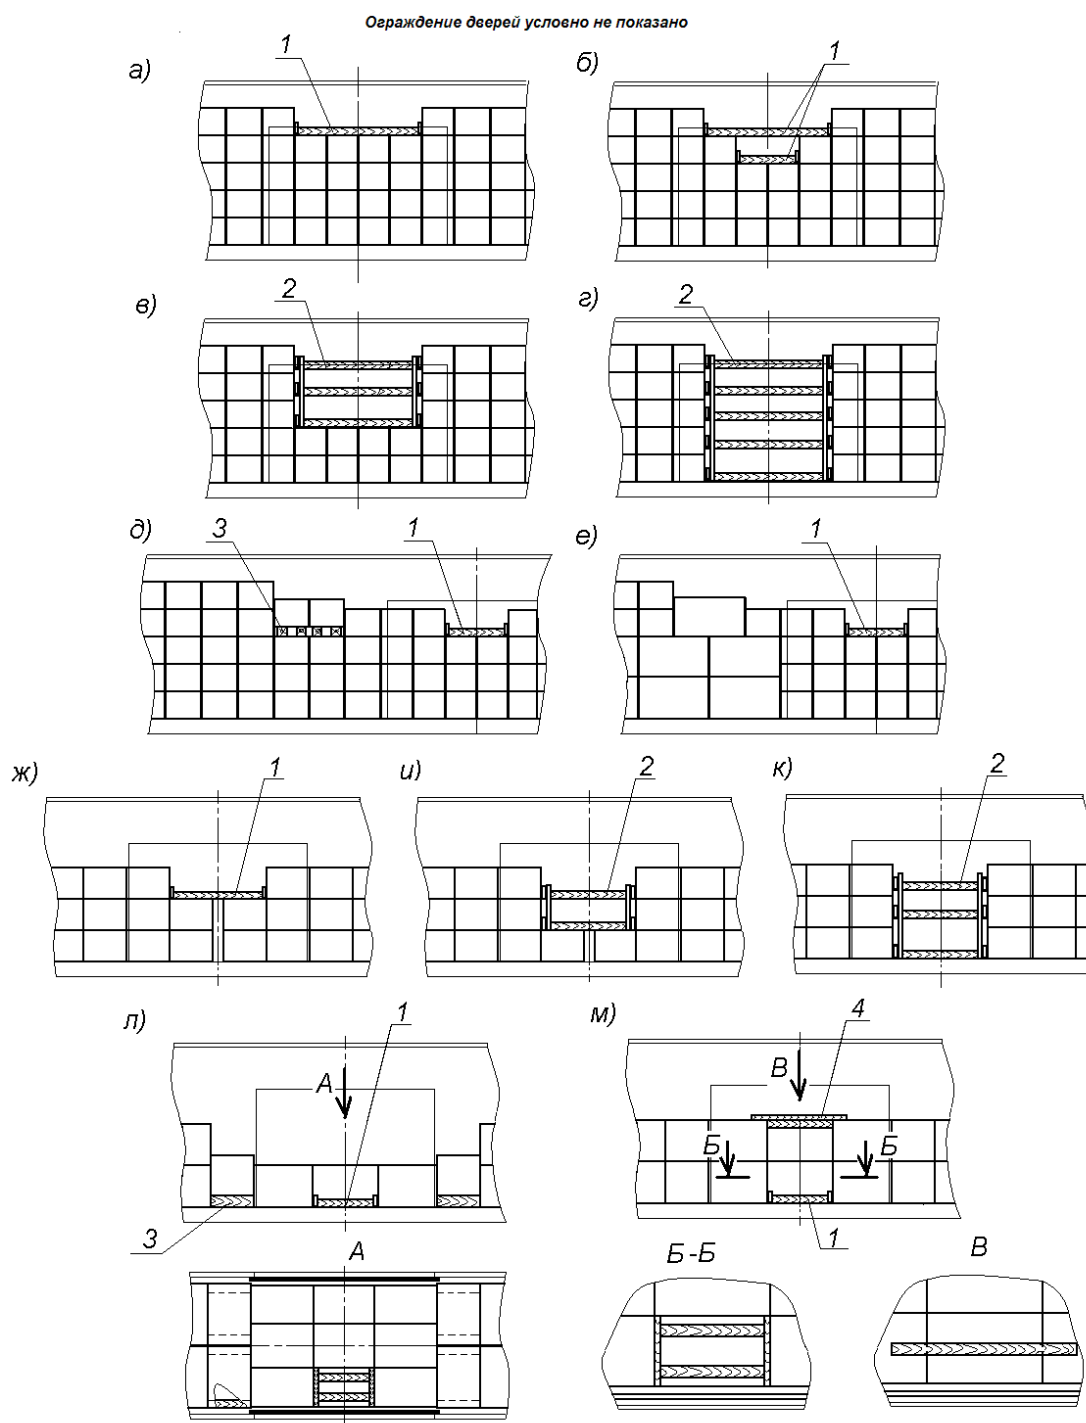 Ограждение дверей условно не показано
а) 1 б) 1
в) 2 г) 2
д) 3 1 е) 1
ж) 1 и) 2 к) 2
л) 1 м) 4
А В
Б Б
3 А 1
Б-Б В